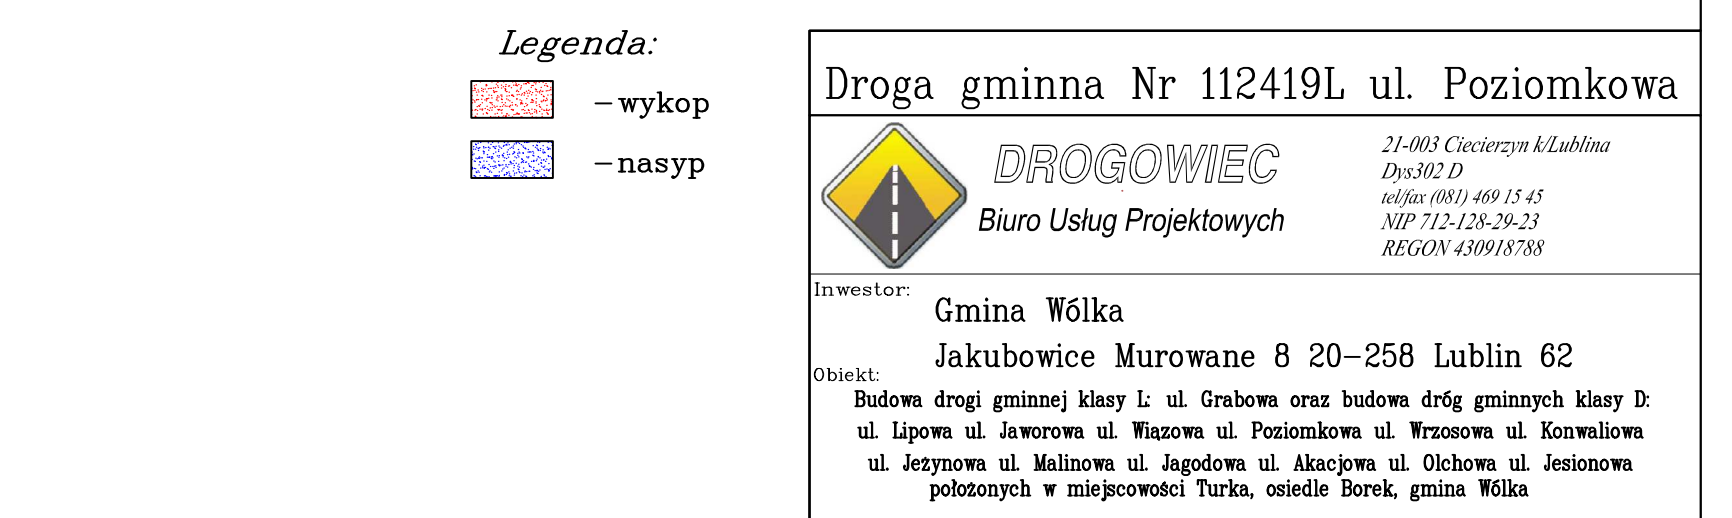 Legenda:
-wykop
-nasyp
Droga gminna Nr 112419L ul. Poziomkowa
DROGOWIEC
Biuro Usług Projektowych
21-003 Ciecierzyn k/Lublina
Dys302 D
tel/fax (081) 469 15 45
NIP 712-128-29-23
REGON 430918788
Inwestor:
Gmina Wólka
Jakubowice Murowane 8 20-258 Lublin 62
Obiekt:
Budowa drogi gminnej klasy L: ul. Grabowa oraz budowa dróg gminnych klasy D:
ul. Lipowa ul. Jaworowa ul. Wiązowa ul. Poziomkowa ul. Wrzosowa ul. Konwaliowa
ul. Jeżynowa ul. Malinowa ul. Jagodowa ul. Akacjowa ul. Olchowa ul. Jesionowa
położonych w miejscowości Turka, osiedle Borek, gmina Wólka